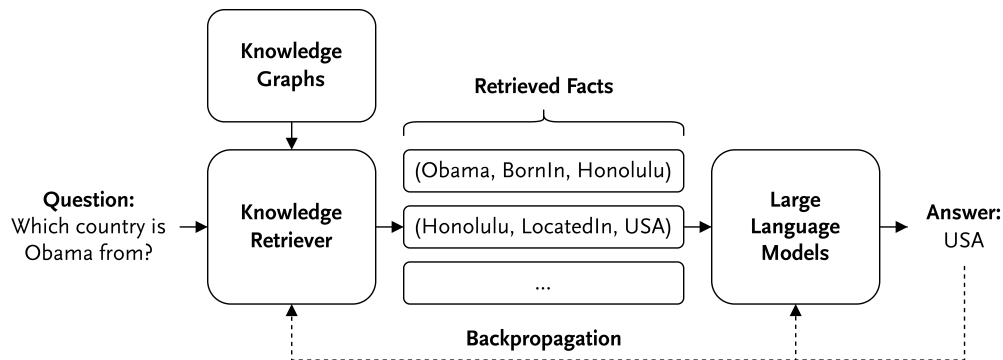 Knowledge
Graphs
Retrieved Facts
Question:
Which country is
Obama from?
Knowledge
Retriever
(Obama, BornIn, Honolulu)
(Honolulu, LocatedIn, USA)
...
Large
Language
Models
Answer:
USA
Backpropagation